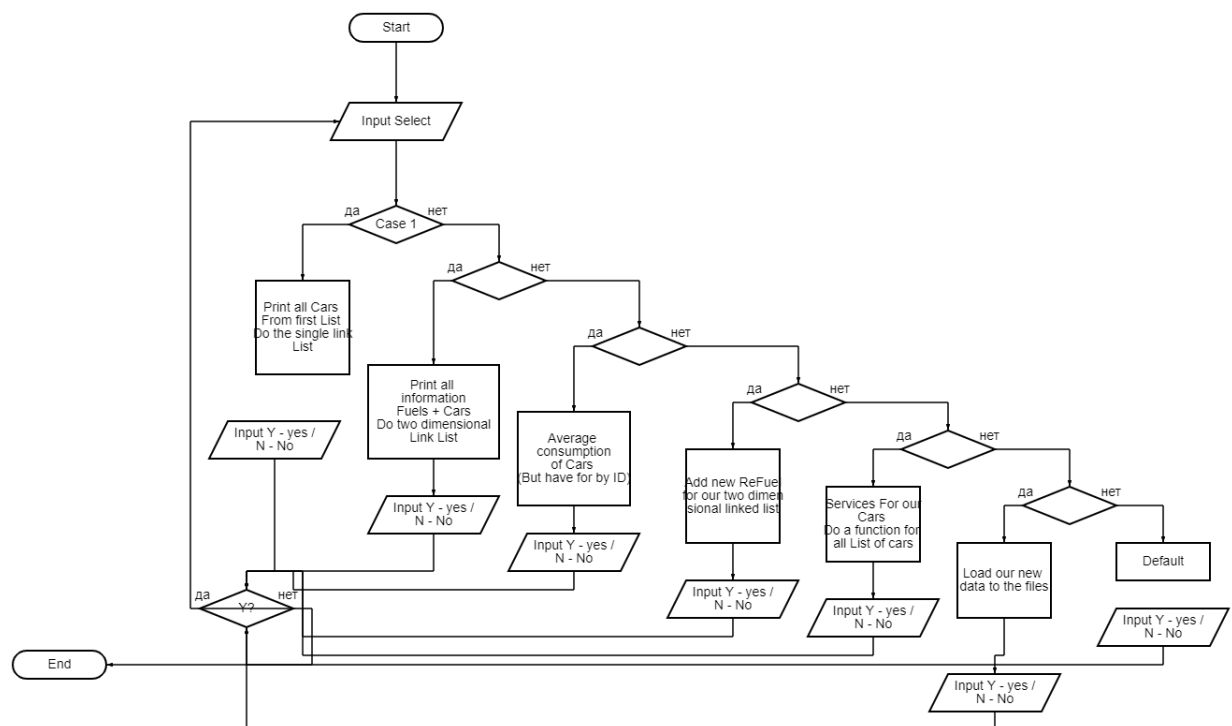 Start
Input Select
да
нет
Case 1
да
нет
Print all Cars
From first List
Do the single link
List
да
нет
Print all
information
Fuels + Cars
Do two dimensional
Link List
да
нет
Average
consumption
of Cars
(But have for by ID)
Input Y - yes /
N - No
да
нет
Add new ReFuel
for our two dimen
sional linked list
Services For our
Cars
Do a function for
all List of cars
да
нет
Input Y - yes /
N - No
Input Y - yes /
N - No
Load our new
data to the files
Default
Input Y - yes /
N - No
да
Y?
нет
Input Y - yes /
N - No
Input Y - yes /
N - No
End
Input Y - yes /
N - No